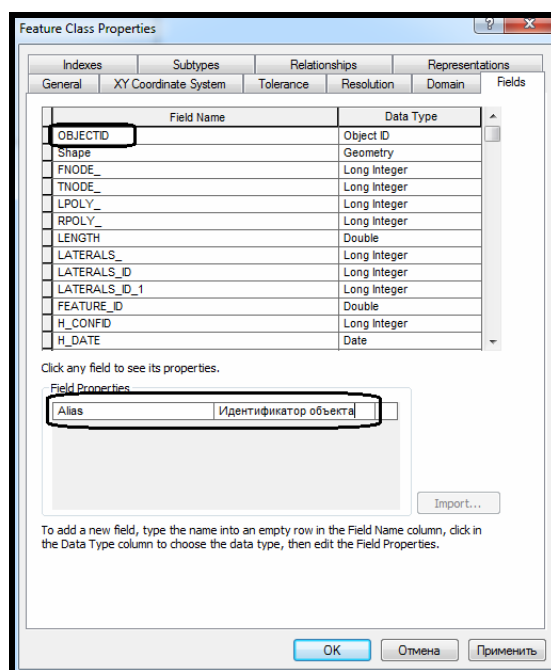 Feature Class Properties
Indexes Subtypes Relationships Representations
General XY Coordinate System Tolerance Resolution Domain Fields
Field Name Data Type
OBJECTID Object ID
Shape Geometry
FNODE_ Long Integer
TNODE_ Long Integer
LPOLY_ Long Integer
RPOLY_ Long Integer
LENGTH Double
LATERALS_ Long Integer
LATERALS_ID Long Integer
LATERALS_ID_1 Long Integer
FEATURE_ID Double
H_CONFID Long Integer
H_DATE Date
Click any field to see its properties.
Field Properties
Alias Идентификатор объекта
Import...
To add a new field, type the name into an empty row in the Field Name column, click in
the Data Type column to choose the data type, then edit the Field Properties.
OK Отмена Применить